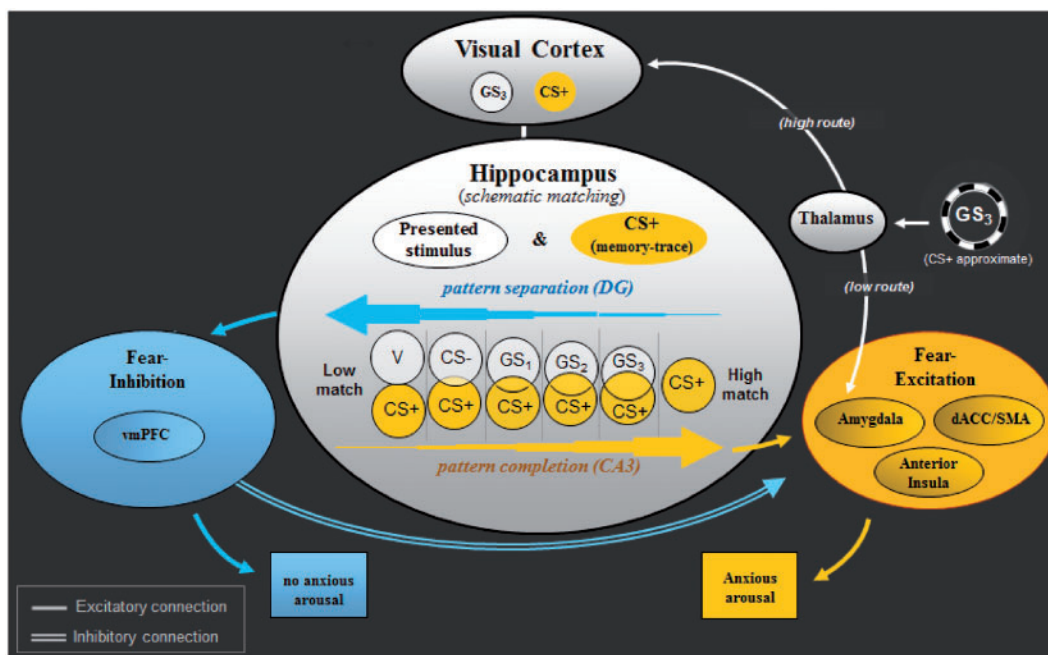 Visual Cortex
GS3
CS+
(high route)
Hippocampus
(schematic matching)
Thalamus
GS3
(CS+ approximate)
Presented
stimulus
&
CS+
(memory-trace)
(low route)
pattern separation (DG)
Fear-
Inhibition
vmPFC
Low
match
V
CS-
GS1
GS2
GS3
CS+
CS+
CS+
CS+
CS+
CS+
High
match
pattern completion (CA3)
Fear-
Excitation
Amygdala
dACC/SMA
Anterior
Insula
no anxious
arousal
Anxious
arousal
Excitatory connection
Inhibitory connection